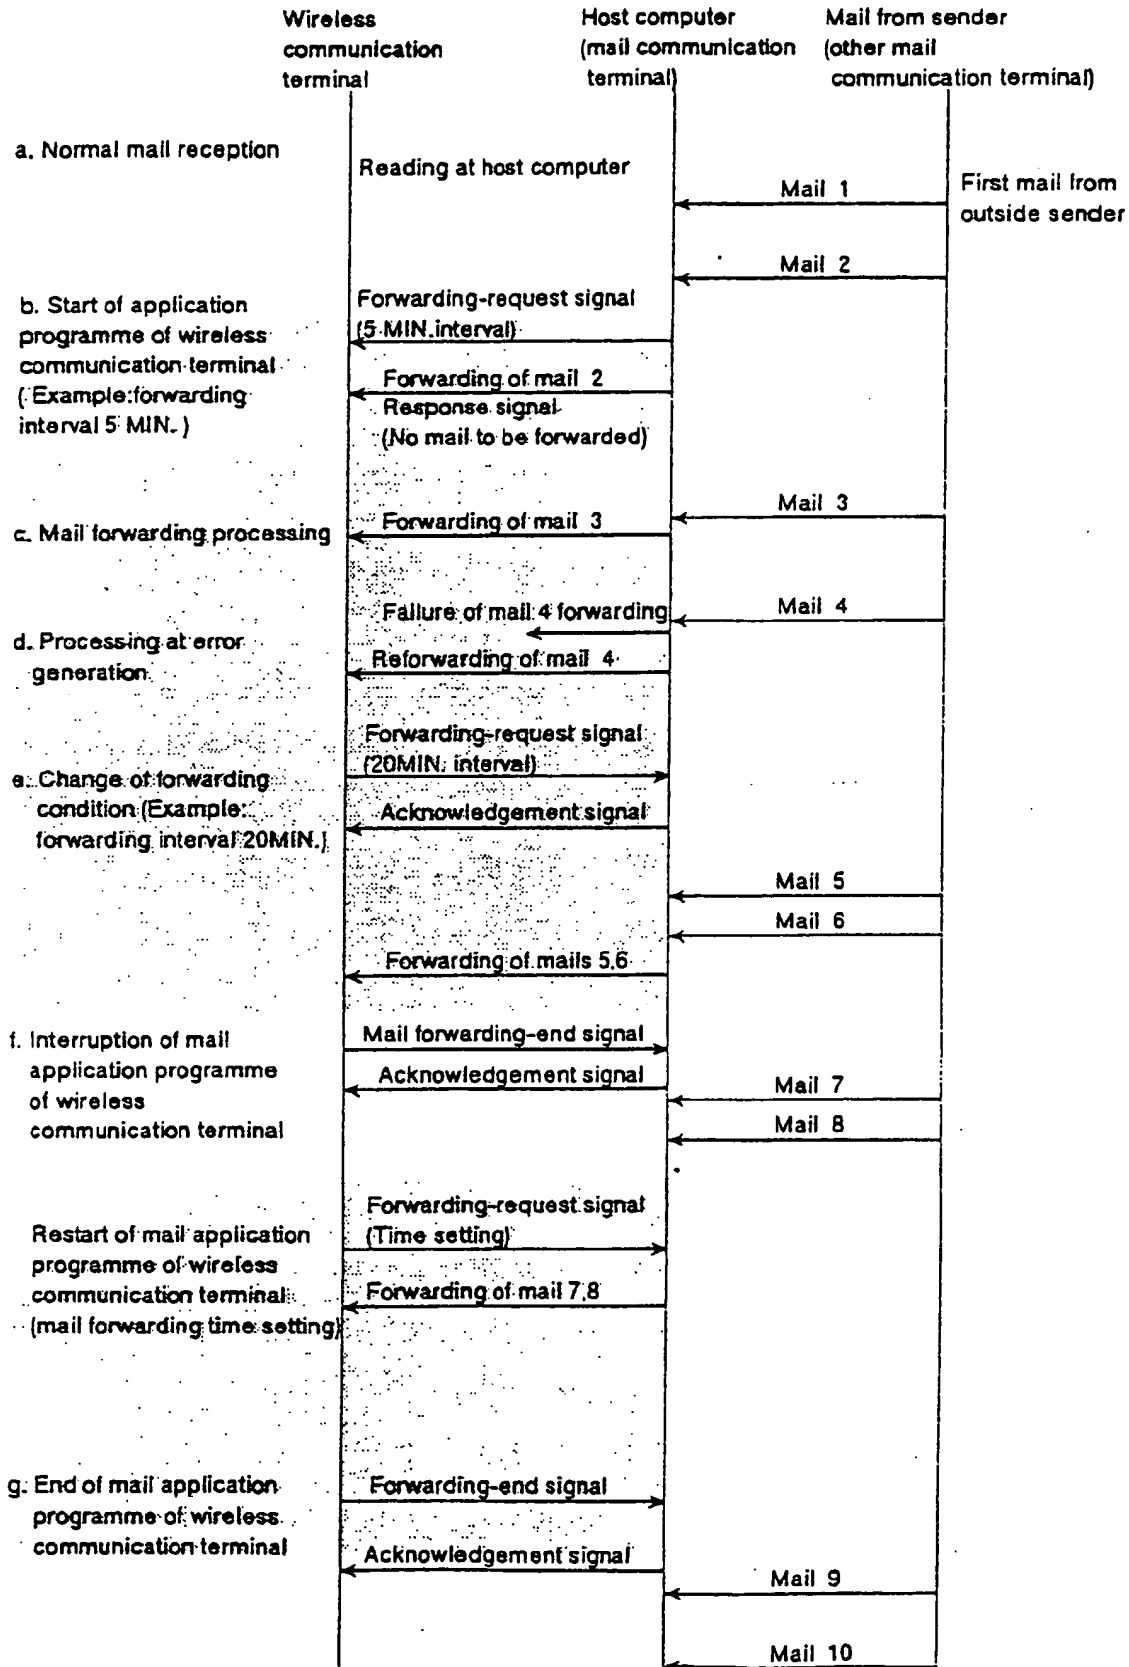 Wireless
communication
terminal
Host computer
(mail communication
terminal)
Mail from sender
(other mail
communication terminal)
a. Normal mail reception
Reading at host computer
Mail 1
First mail from
outside sender
Mail 2
b. Start of application
programme of wireless
communication terminal
( Example:forwarding
interval 5 MIN. )
Forwarding-request signal
(5 MIN.interval)
Forwarding of mail 2
Response signal
(No mail to be forwarded)
Mail 3
c. Mail forwarding processing
Forwarding of mail 3
Mail 4
Failure of mail 4 forwarding
d. Processing at error
generation
Reforwarding of mail 4
Forwarding-request signal
(20MIN. interval)
e. Change of forwarding
condition (Example:
forwarding interval 20MIN.)
Acknowledgement signal
Mail 5
Mail 6
Forwarding of mails 5,6
f. Interruption of mail
application programme
of wireless
communication terminal
Mail forwarding-end signal
Acknowledgement signal
Mail 7
Mail 8
Forwarding-request signal
(Time setting)
Restart of mail application
programme of wireless
communication terminal
(mail forwarding time setting)
Forwarding of mail 7,8
g. End of mail application
programme of wireless
communication terminal
Forwarding-end signal
Acknowledgement signal
Mail 9
Mail 10